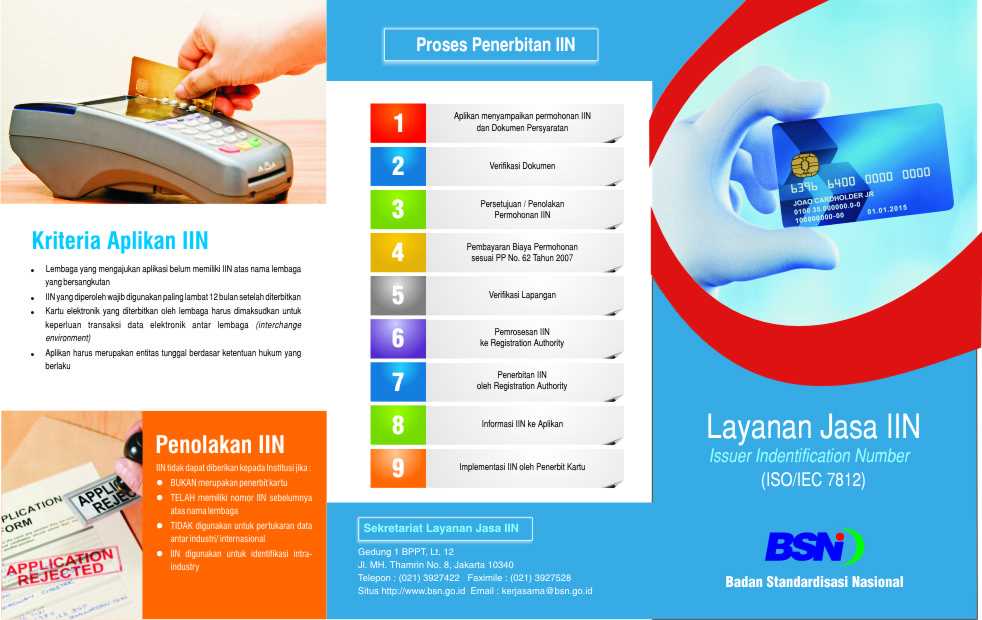 Kriteria Aplikan IIN
Lembaga yang mengajukan aplikasi belum memiliki IIN atas nama lembaga
yang bersangkutan
IIN yang diperoleh wajib digunakan paling lambat 12 bulan setelah diterbitkan
Kartu elektronik yang diterbitkan oleh lembaga harus dimaksudkan untuk
keperluan transaksi data elektronik antar lembaga (interchange
environment)
Aplikan harus merupakan entitas tunggal berdasar ketentuan hukum yang
berlaku
APPLICATION
REJECTED
Penolakan IIN
IIN tidak dapat diberikan kepada Institusi jika :
BUKAN merupakan penerbit kartu
TELAH memiliki nomor IIN sebelumnya
atas nama lembaga
TIDAK digunakan untuk pertukaran data
antar industri/ internasional
IIN digunakan untuk identifikasi intra-
industry
Proses Penerbitan IIN
1
Aplikan menyampaikan permohonan IIN
dan Dokumen Persyaratan
2
Verifikasi Dokumen
3
Persetujuan / Penolakan
Permohonan IIN
4
Pembayaran Biaya Permohonan
sesuai PP No. 62 Tahun 2007
5
Verifikasi Lapangan
6
Pemrosesan IIN
ke Registration Authority
7
Penerbitan IIN
oleh Registration Authority
8
Informasi IIN ke Aplikan
9
Implementasi IIN oleh Penerbit Kartu
Sekretariat Layanan Jasa IIN
Gedung 1 BPPT, Lt. 12
Jl. MH. Thamrin No. 8, Jakarta 10340
Telepon : (021) 3927422 Faximile : (021) 3927528
Situs http://www.bsn.go.id Email : kerjasama@bsn.go.id
6396 6400 0000 0000
JOAO CARDHOLDER JR
0100.35.000000.0-0
100000000-00 01.01.2015
Layanan Jasa IIN
Issuer Indentification Number
(ISO/IEC 7812)
BSN
Badan Standardisasi Nasional